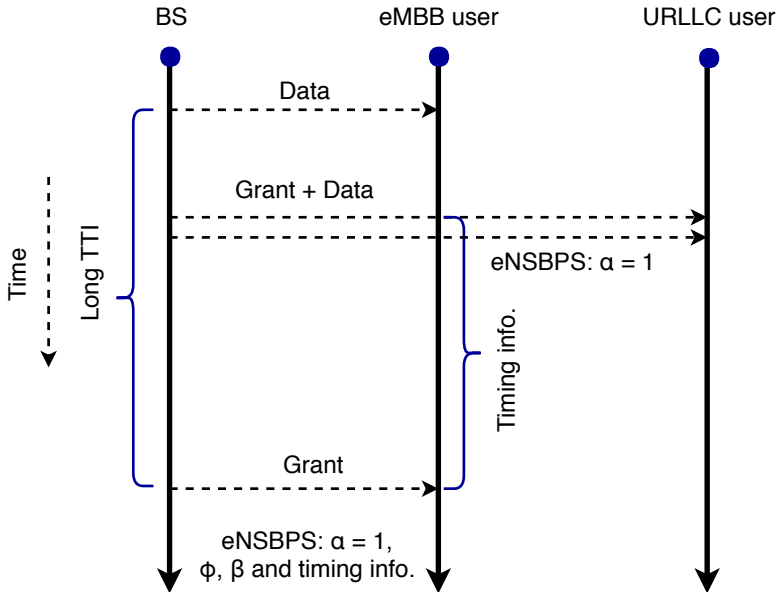 BS
eMBB user
URLLC user
Data
Grant + Data
eNSBPS: α = 1
Time
Long TTI
Timing info.
Grant
eNSBPS: α = 1,
ϕ, β and timing info.